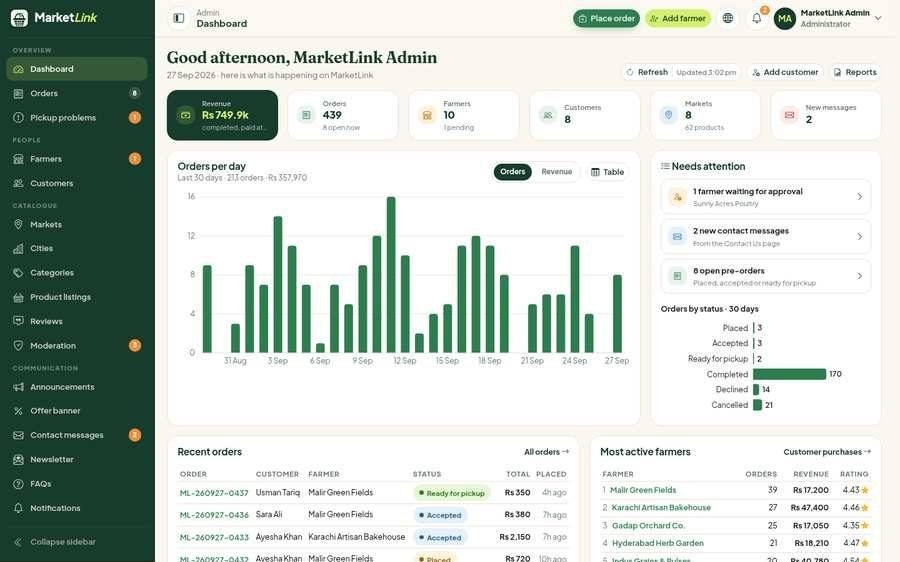 MarketLink
OVERVIEW
Dashboard
Orders 8
Pickup problems 1
PEOPLE
Farmers 1
Customers
CATALOGUE
Markets
Cities
Categories
Product listings
Reviews
Moderation 3
COMMUNICATION
Announcements
Offer banner
Contact messages 2
Newsletter
FAQs
Notifications
Collapse sidebar
Admin
Dashboard
Place order
Add farmer
2
MA
MarketLink Admin
Administrator
Good afternoon, MarketLink Admin
27 Sep 2026 · here is what is happening on MarketLink
Refresh Updated 3:02 pm
Add customer
Reports
Revenue
Rs 749.9k
completed, paid at...
Orders
439
8 open now
Farmers
10
1 pending
Customers
8
Markets
8
62 products
New messages
2
Orders per day
Last 30 days · 213 orders · Rs 357,970
Orders Revenue
Table
16
12
8
4
0
31 Aug 3 Sep 6 Sep 9 Sep 12 Sep 15 Sep 18 Sep 21 Sep 24 Sep 27 Sep
Needs attention
1 farmer waiting for approval
Sunny Acres Poultry
2 new contact messages
From the Contact Us page
8 open pre-orders
Placed, accepted or ready for pickup
Orders by status · 30 days
Placed 3
Accepted 3
Ready for pickup 2
Completed 170
Declined 14
Cancelled 21
Recent orders
All orders →
ORDER CUSTOMER FARMER STATUS TOTAL PLACED
ML-260927-0437 Usman Tariq Malir Green Fields Ready for pickup Rs 350 4h ago
ML-260926-0436 Sara Ali Malir Green Fields Accepted Rs 380 7h ago
ML-260927-0433 Ayesha Khan Karachi Artisan Bakehouse Accepted Rs 2,150 7h ago
ML-260927-0432 Ayesha Khan Malir Green Fields Placed Rs 720 10h ago
Most active farmers
Customer purchases →
FARMER ORDERS REVENUE RATING
1 Malir Green Fields 39 Rs 17,200 4.43
2 Karachi Artisan Bakehouse 27 Rs 47,400 4.46
3 Gadap Orchard Co. 25 Rs 17,050 4.35
4 Hyderabad Herb Garden 21 Rs 18,210 4.47
5 Indus Grains & Pulses 20 Rs 40,780 4.54